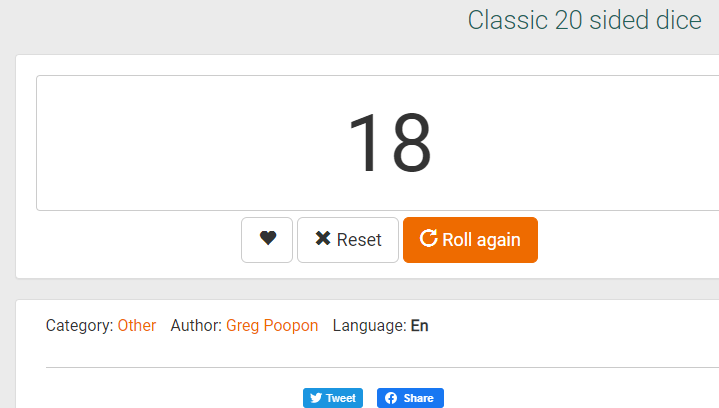 Classic 20 sided dice
18
Reset Roll again
Category: Other Author: Greg Poopon Language: En
Tweet Share